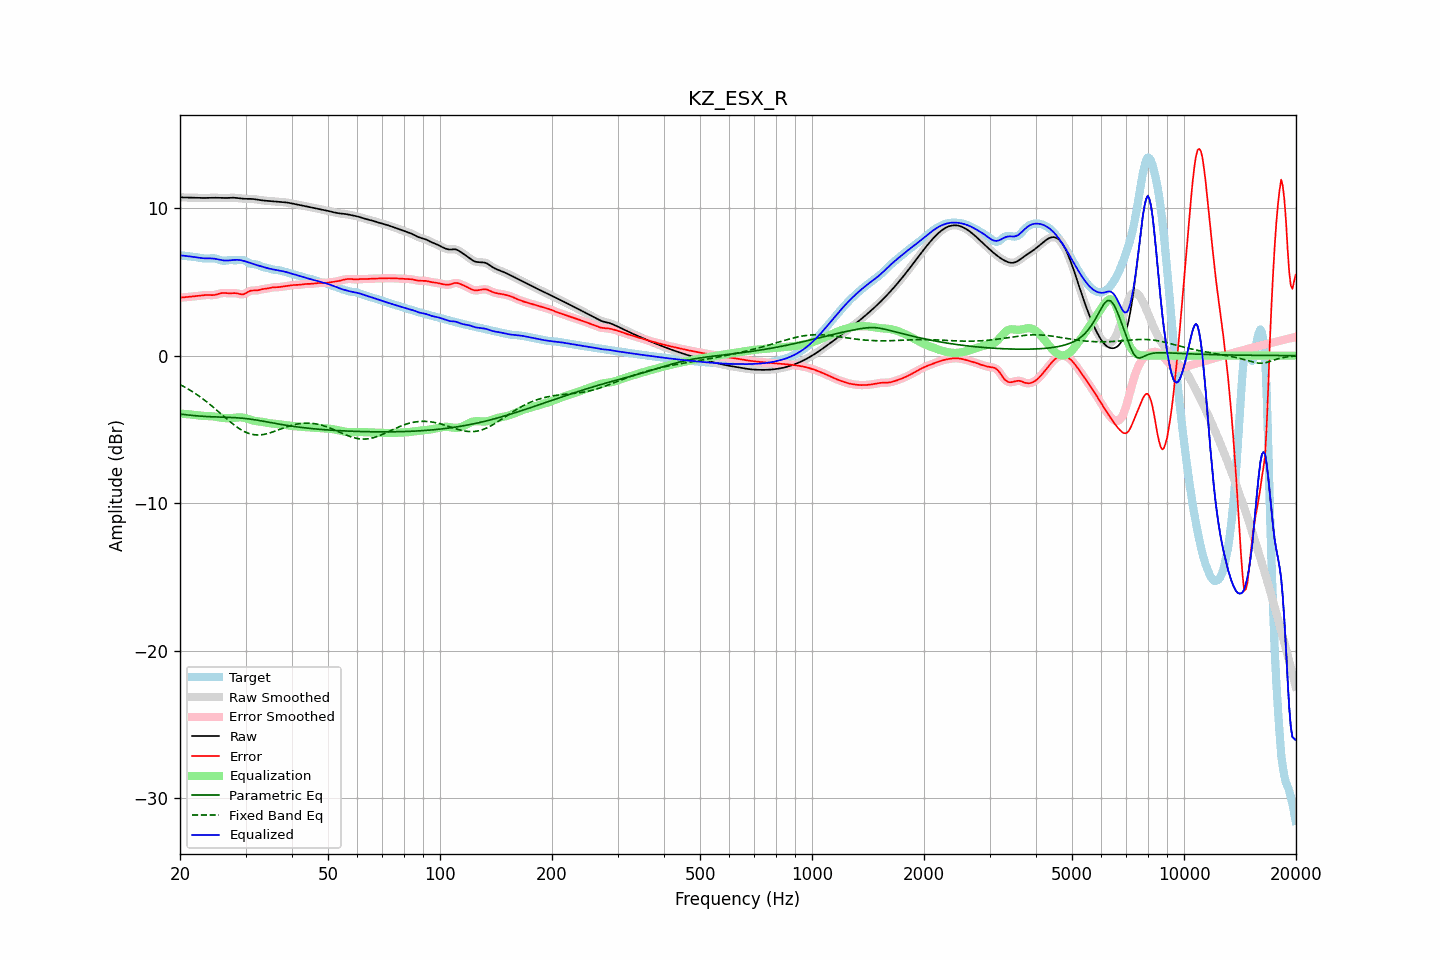 KZ_ESX_R
Amplitude (dBr)
10
0
−10
−20
−30
Target
Raw Smoothed
Error Smoothed
Raw
Error
Equalization
Parametric Eq
Fixed Band Eq
Equalized
20 50 100 200 500 1000 2000 5000 10000 20000
Frequency (Hz)